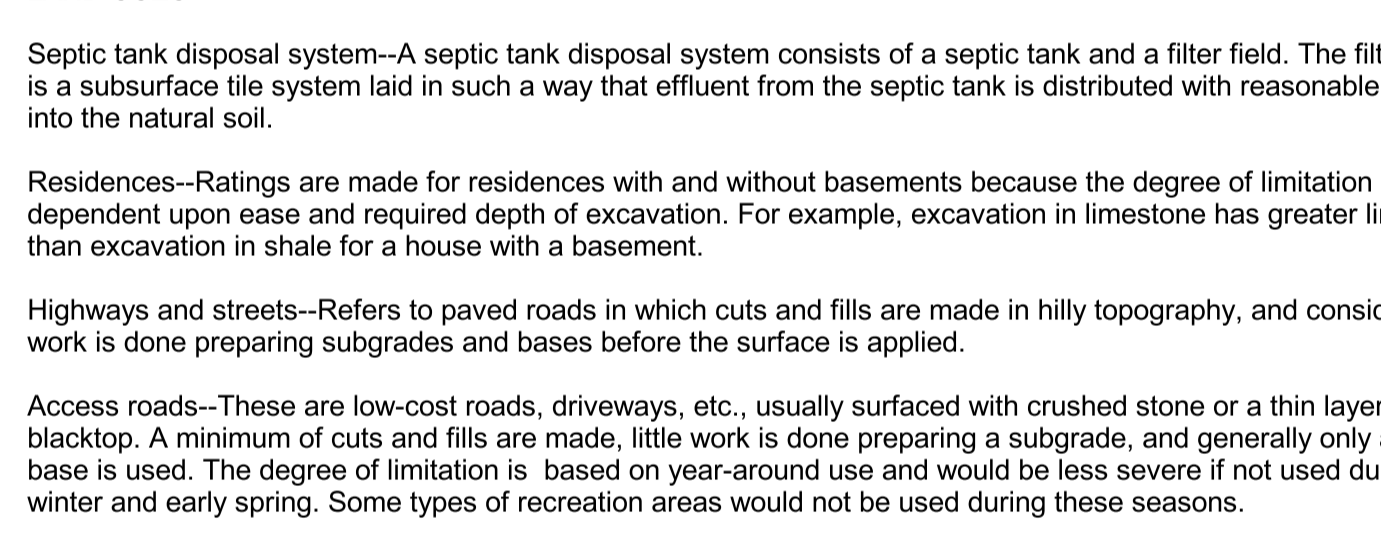 Septic tank disposal system--A septic tank disposal system consists of a septic tank and a filter field. The
is a subsurface tile system laid in such a way that effluent from the septic tank is distributed with reasonable
into the natural soil.
Residences--Ratings are made for residences with and without basements because the degree of limitation
dependent upon ease and required depth of excavation. For example, excavation in limestone has greater
than excavation in shale for a house with a basement.
Highways and streets--Refers to paved roads in which cuts and fills are made in hilly topography, and
work is done preparing subgrades and bases before the surface is applied.
Access roads--These are low-cost roads, driveways, etc., usually surfaced with crushed stone or a thin layer
blacktop. A minimum of cuts and fills are made, little work is done preparing a subgrade, and generally only
base is used. The degree of limitation is  based on year-around use and would be less severe if not used
winter and early spring. Some types of recreation areas would not be used during these seasons.